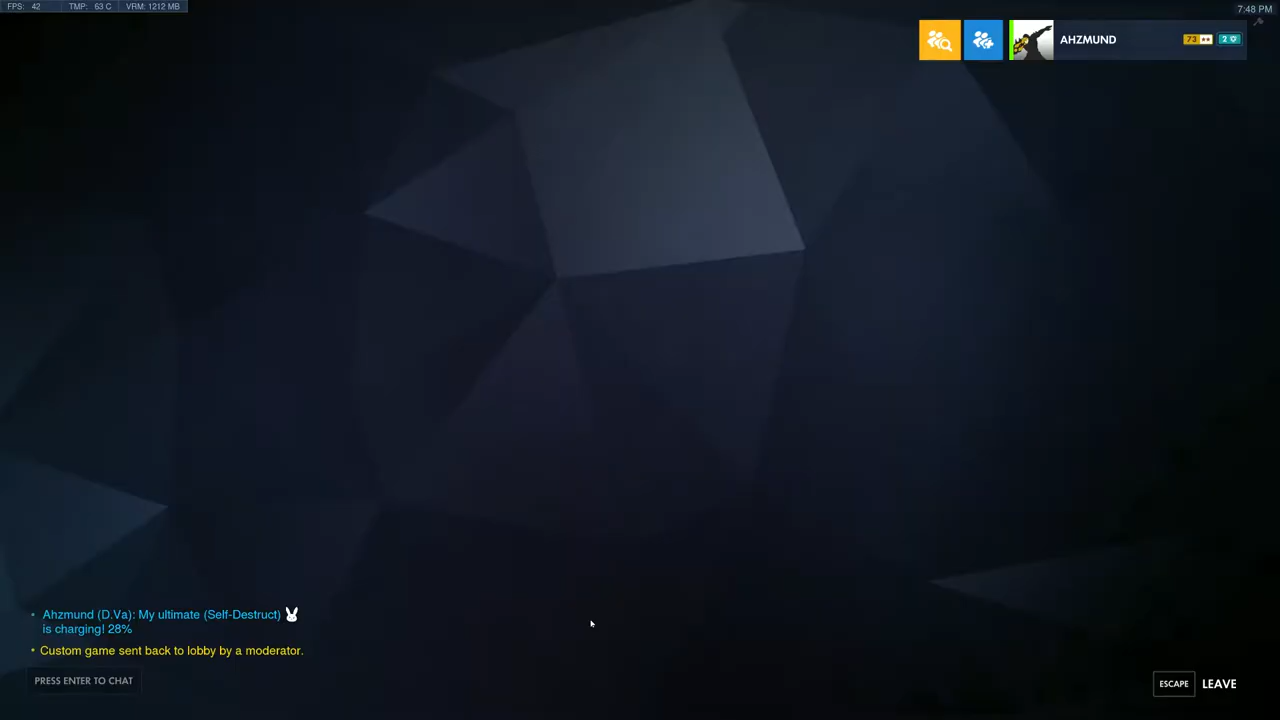 FPS: 42 TMP: 63 C VRM: 1212 MB
7:48 PM
AHZMUND 73 2
Ahzmund (D.Va): My ultimate (Self-Destruct)
is charging! 28%
Custom game sent back to lobby by a moderator.
PRESS ENTER TO CHAT
ESCAPE LEAVE